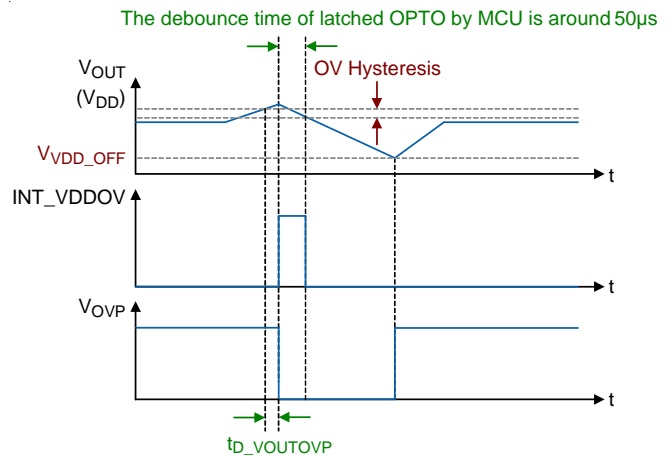 The debounce time of latched OPTO by MCU is around 50µs
VOUT
(VDD)
OV Hysteresis
VVDD_OFF
t
INT_VDDOV
t
VOVP
t
tD_VOUTOVP